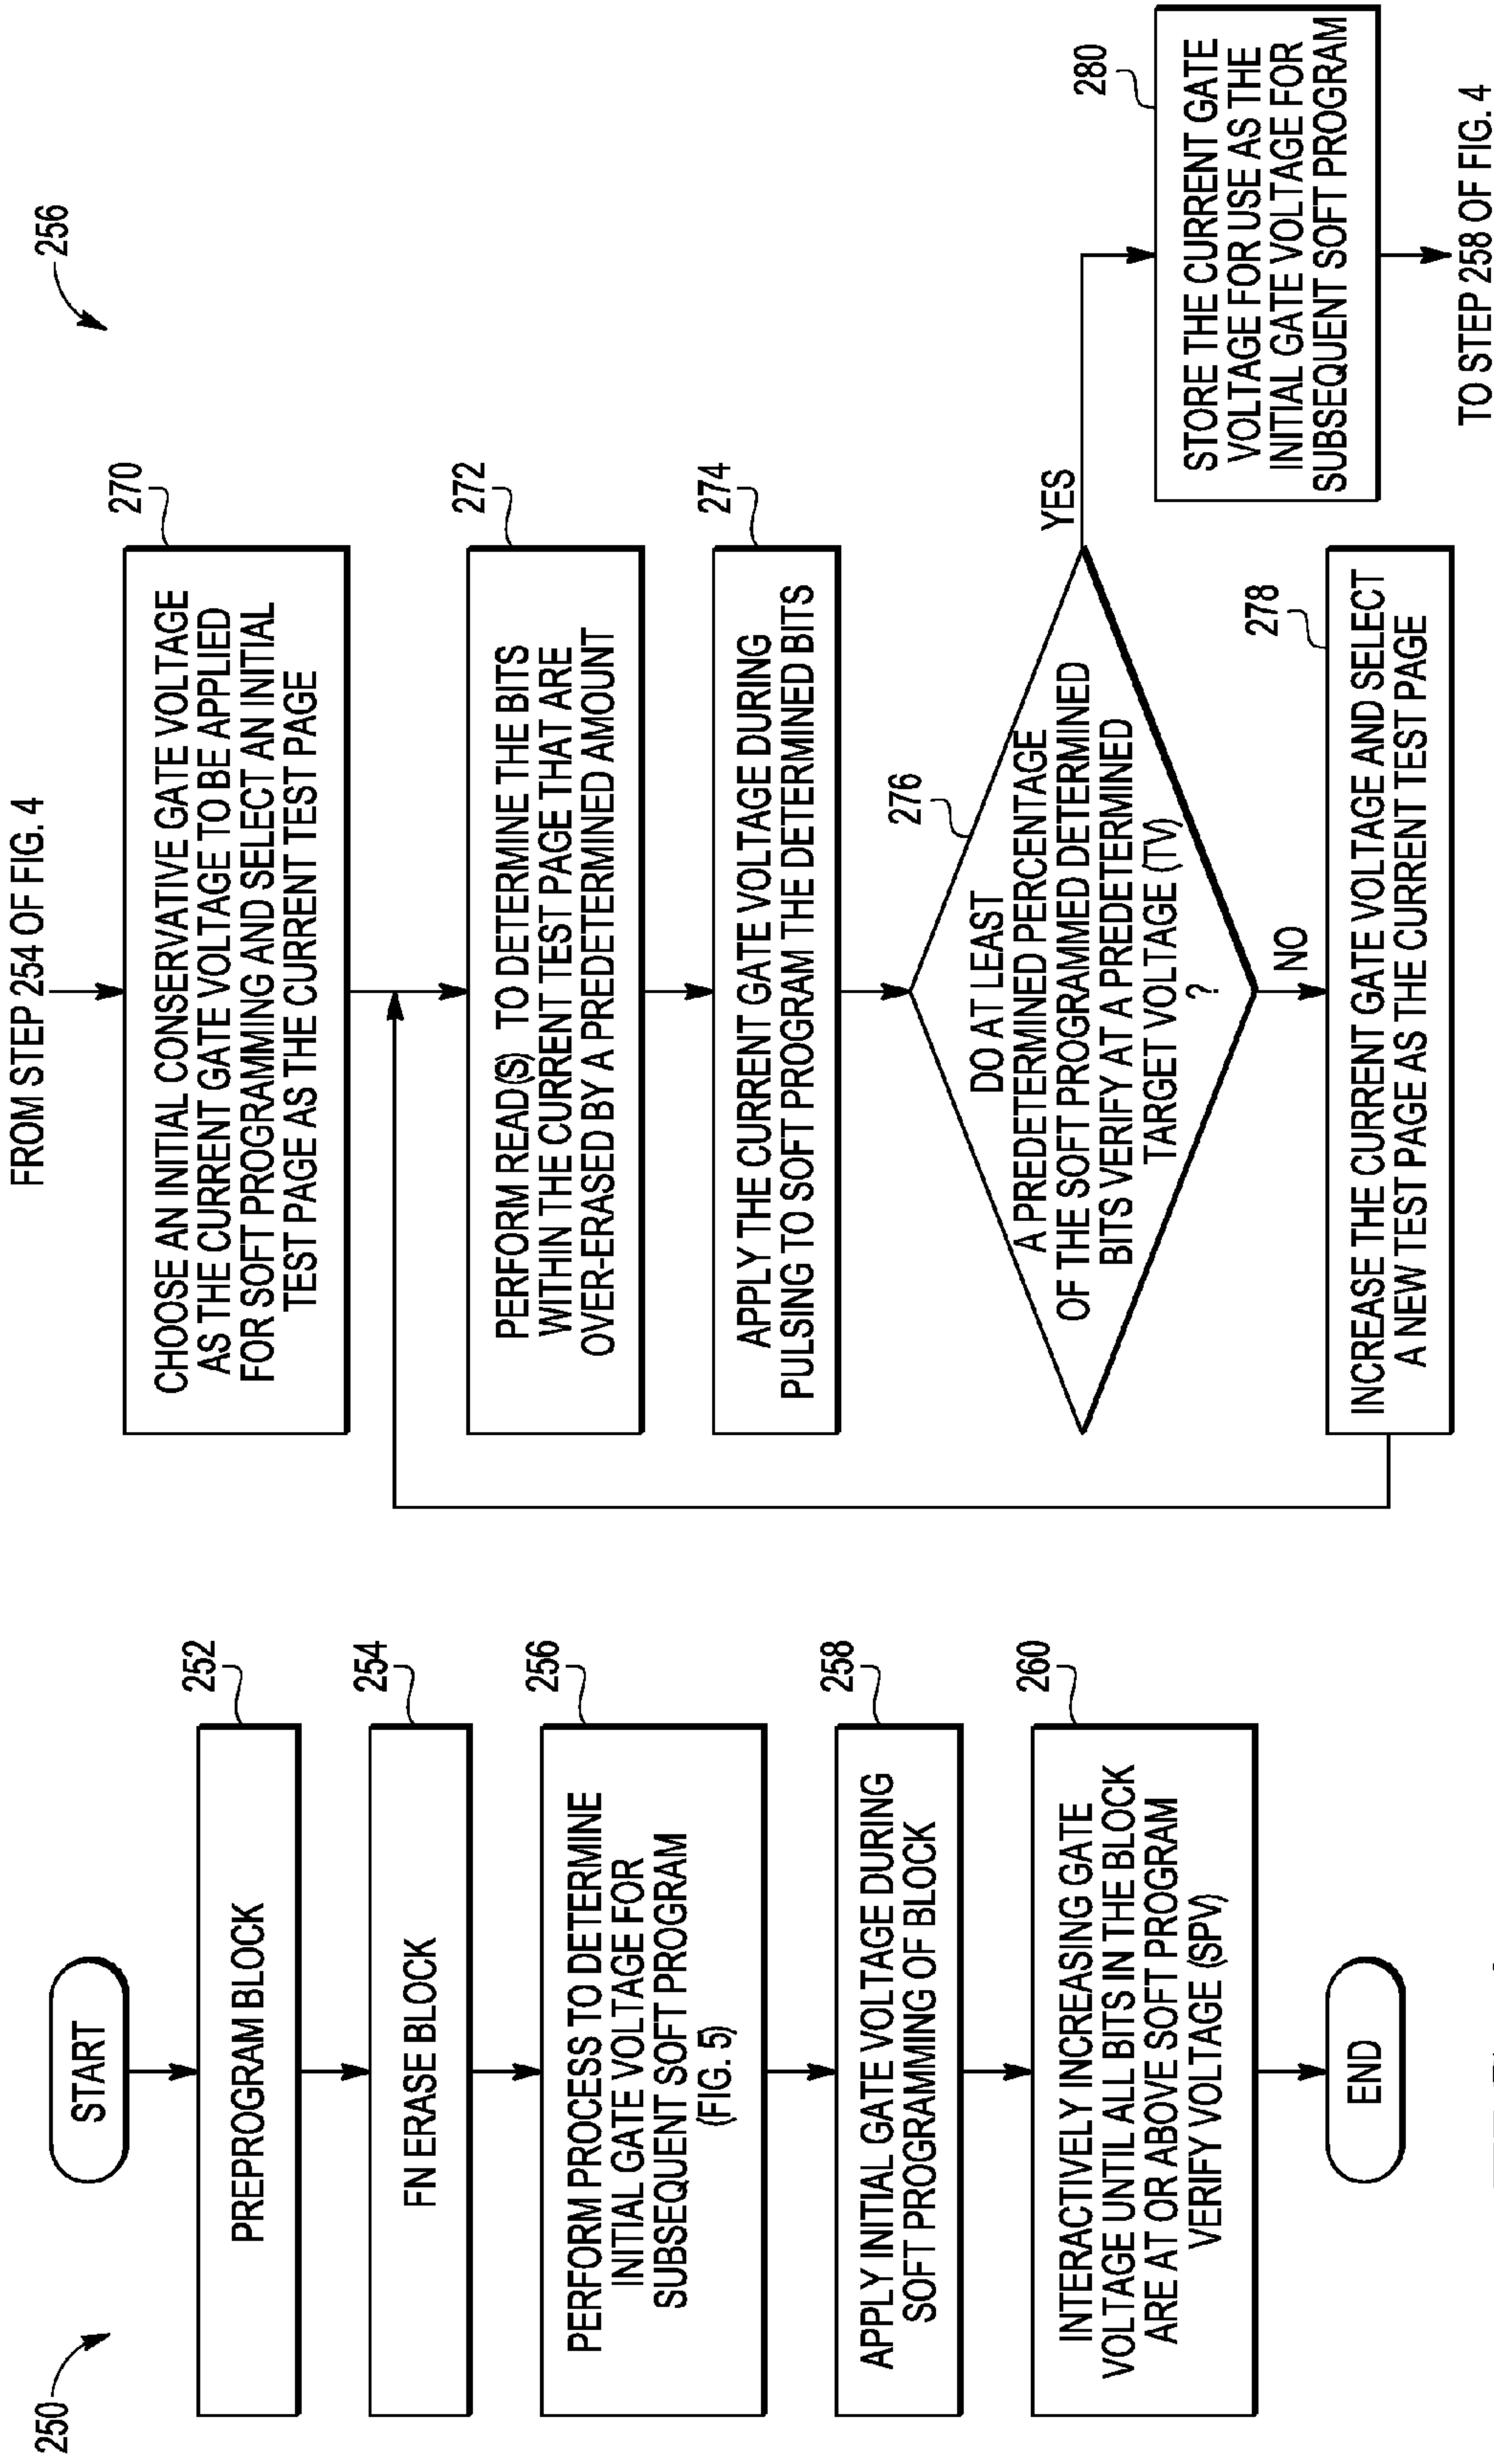 250
START
252
PREPROGRAM BLOCK
254
FN ERASE BLOCK
256
PERFORM PROCESS TO DETERMINE
INITIAL GATE VOLTAGE FOR
SUBSEQUENT SOFT PROGRAM
(FIG. 5)
258
APPLY INITIAL GATE VOLTAGE DURING
SOFT PROGRAMMING OF BLOCK
260
INTERACTIVELY INCREASING GATE
VOLTAGE UNTIL ALL BITS IN THE BLOCK
ARE AT OR ABOVE SOFT PROGRAM
VERIFY VOLTAGE (SPV)
END
256
FROM STEP 254 OF FIG. 4
270
CHOOSE AN INITIAL CONSERVATIVE GATE VOLTAGE
AS THE CURRENT GATE VOLTAGE TO BE APPLIED
FOR SOFT PROGRAMMING AND SELECT AN INITIAL
TEST PAGE AS THE CURRENT TEST PAGE
272
PERFORM READ(S) TO DETERMINE THE BITS
WITHIN THE CURRENT TEST PAGE THAT ARE
OVER-ERASED BY A PREDETERMINED AMOUNT
274
APPLY THE CURRENT GATE VOLTAGE DURING
PULSING TO SOFT PROGRAM THE DETERMINED BITS
276
DO AT LEAST
A PREDETERMINED PERCENTAGE
OF THE SOFT PROGRAMMED DETERMINED
BITS VERIFY AT A PREDETERMINED
TARGET VOLTAGE (TV)
?
YES
NO
278
INCREASE THE CURRENT GATE VOLTAGE AND SELECT
A NEW TEST PAGE AS THE CURRENT TEST PAGE
280
STORE THE CURRENT GATE
VOLTAGE FOR USE AS THE
INITIAL GATE VOLTAGE FOR
SUBSEQUENT SOFT PROGRAM
TO STEP 258 OF FIG. 4